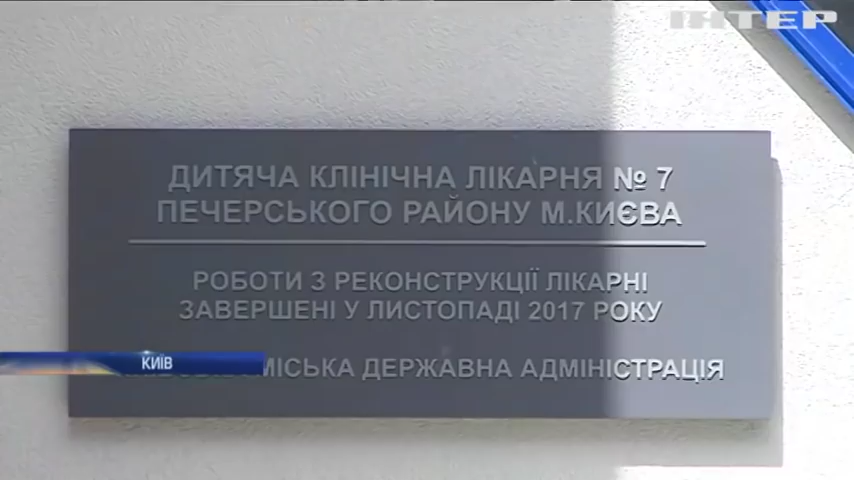 ІНТЕР
ДИТЯЧА КЛІНІЧНА ЛІКАРНЯ № 7
ПЕЧЕРСЬКОГО РАЙОНУ М.КИЄВА
РОБОТИ З РЕКОНСТРУКЦІЇ ЛІКАРНІ
ЗАВЕРШЕНІ У ЛИСТОПАДІ 2017 РОКУ
КИЇВ
МІСЬКА ДЕРЖАВНА АДМІНІСТРАЦІЯ